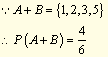 ∵ A + B = {1,2,3,5}
∴ P(A + B) = 4/6